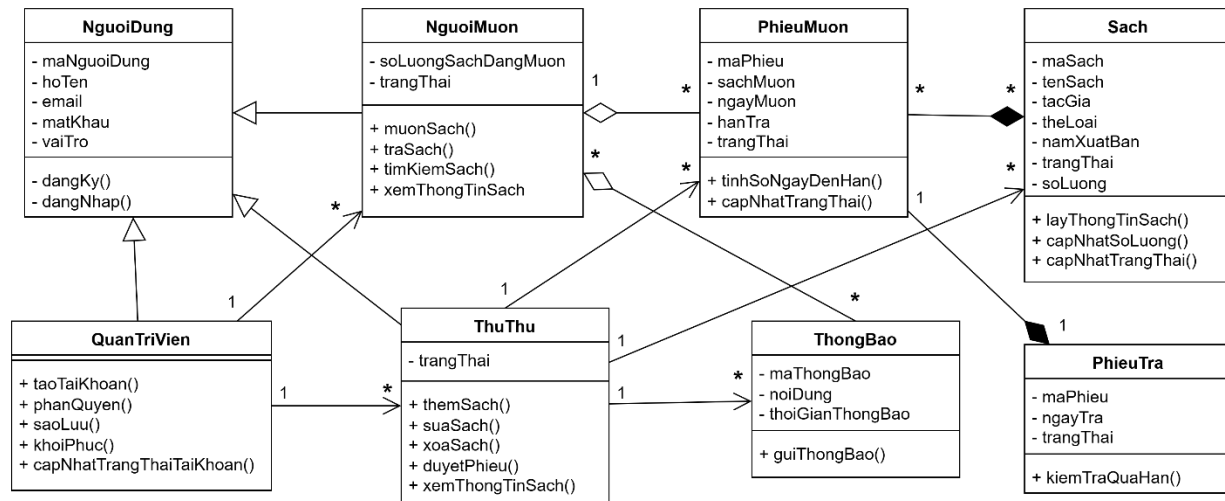 NguoiDung
- maNguoiDung
- hoTen
- email
- matKhau
- vaiTro
- dangKy()
- dangNhap()
NguoiMuon
- soLuongSachDangMuon
- trangThai
+ muonSach()
+ traSach()
+ timKiemSach()
+ xemThongTinSach
1
*
PhieuMuon
- maPhieu
- sachMuon
- ngayMuon
- hanTra
- trangThai
+ tinhSoNgayDenHan()
+ capNhatTrangThai()
*
*
Sach
- maSach
- tenSach
- tacGia
- theLoai
- namXuatBan
- trangThai
- soLuong
+ layThongTinSach()
+ capNhatSoLuong()
+ capNhatTrangThai()
*
*
*
*
1
1
1
1
*
1
QuanTriVien
+ taoTaiKhoan()
+ phanQuyen()
+ saoLuu()
+ khoiPhuc()
+ capNhatTrangThaiTaiKhoan()
1
*
ThuThu
- trangThai
+ themSach()
+ suaSach()
+ xoaSach()
+ duyetPhieu()
+ xemThongTinSach()
1
*
ThongBao
- maThongBao
- noiDung
- thoiGianThongBao
+ guiThongBao()
PhieuTra
- maPhieu
- ngayTra
- trangThai
+ kiemTraQuaHan()